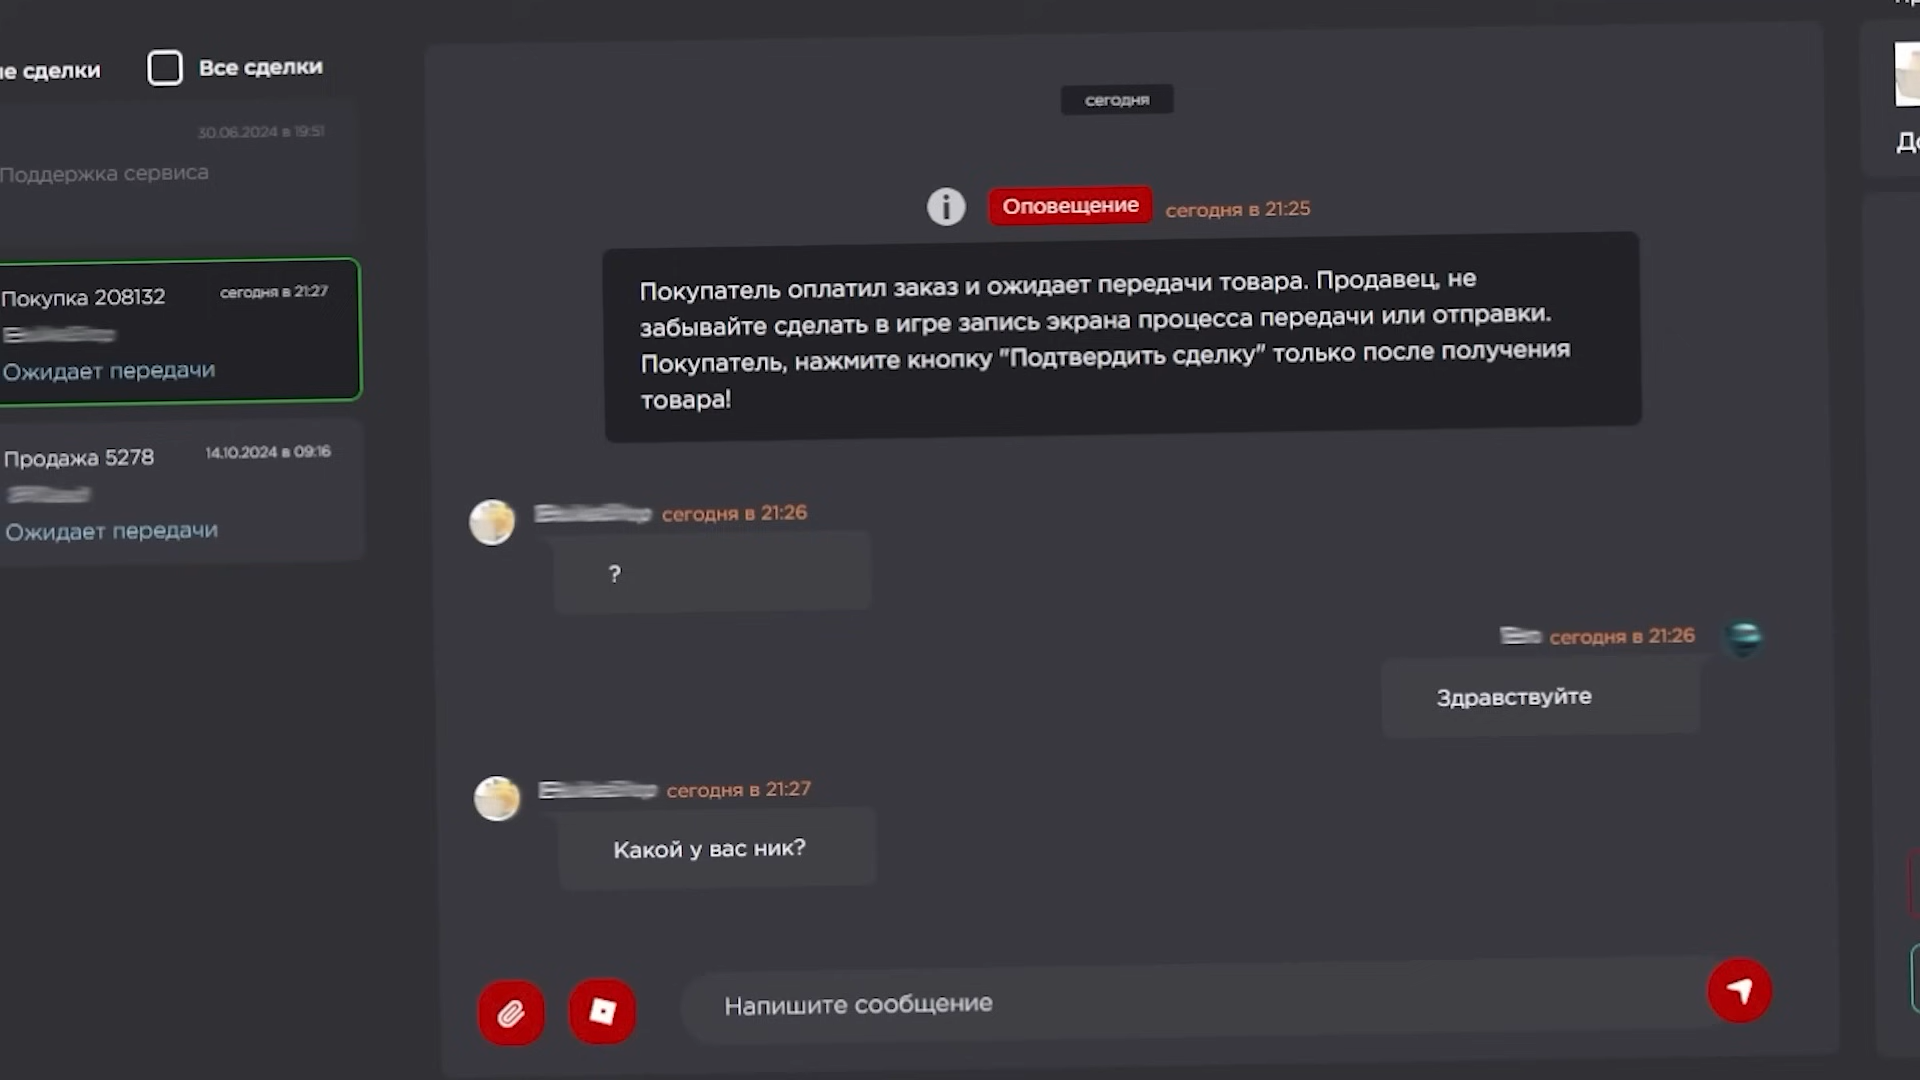 е сделки
Все сделки
30.06.2024 в 19:51
Поддержка сервиса
Покупка 208132
сегодня в 21:27
Ожидает передачи
Продажа 5278
14.10.2024 в 09:16
Ожидает передачи
сегодня
Оповещение
сегодня в 21:25
Покупатель оплатил заказ и ожидает передачи товара. Продавец, не
забывайте сделать в игре запись экрана процесса передачи или отправки.
Покупатель, нажмите кнопку "Подтвердить сделку" только после получения
товара!
сегодня в 21:26
?
сегодня в 21:26
Здравствуйте
сегодня в 21:27
Какой у вас ник?
Напишите сообщение
До